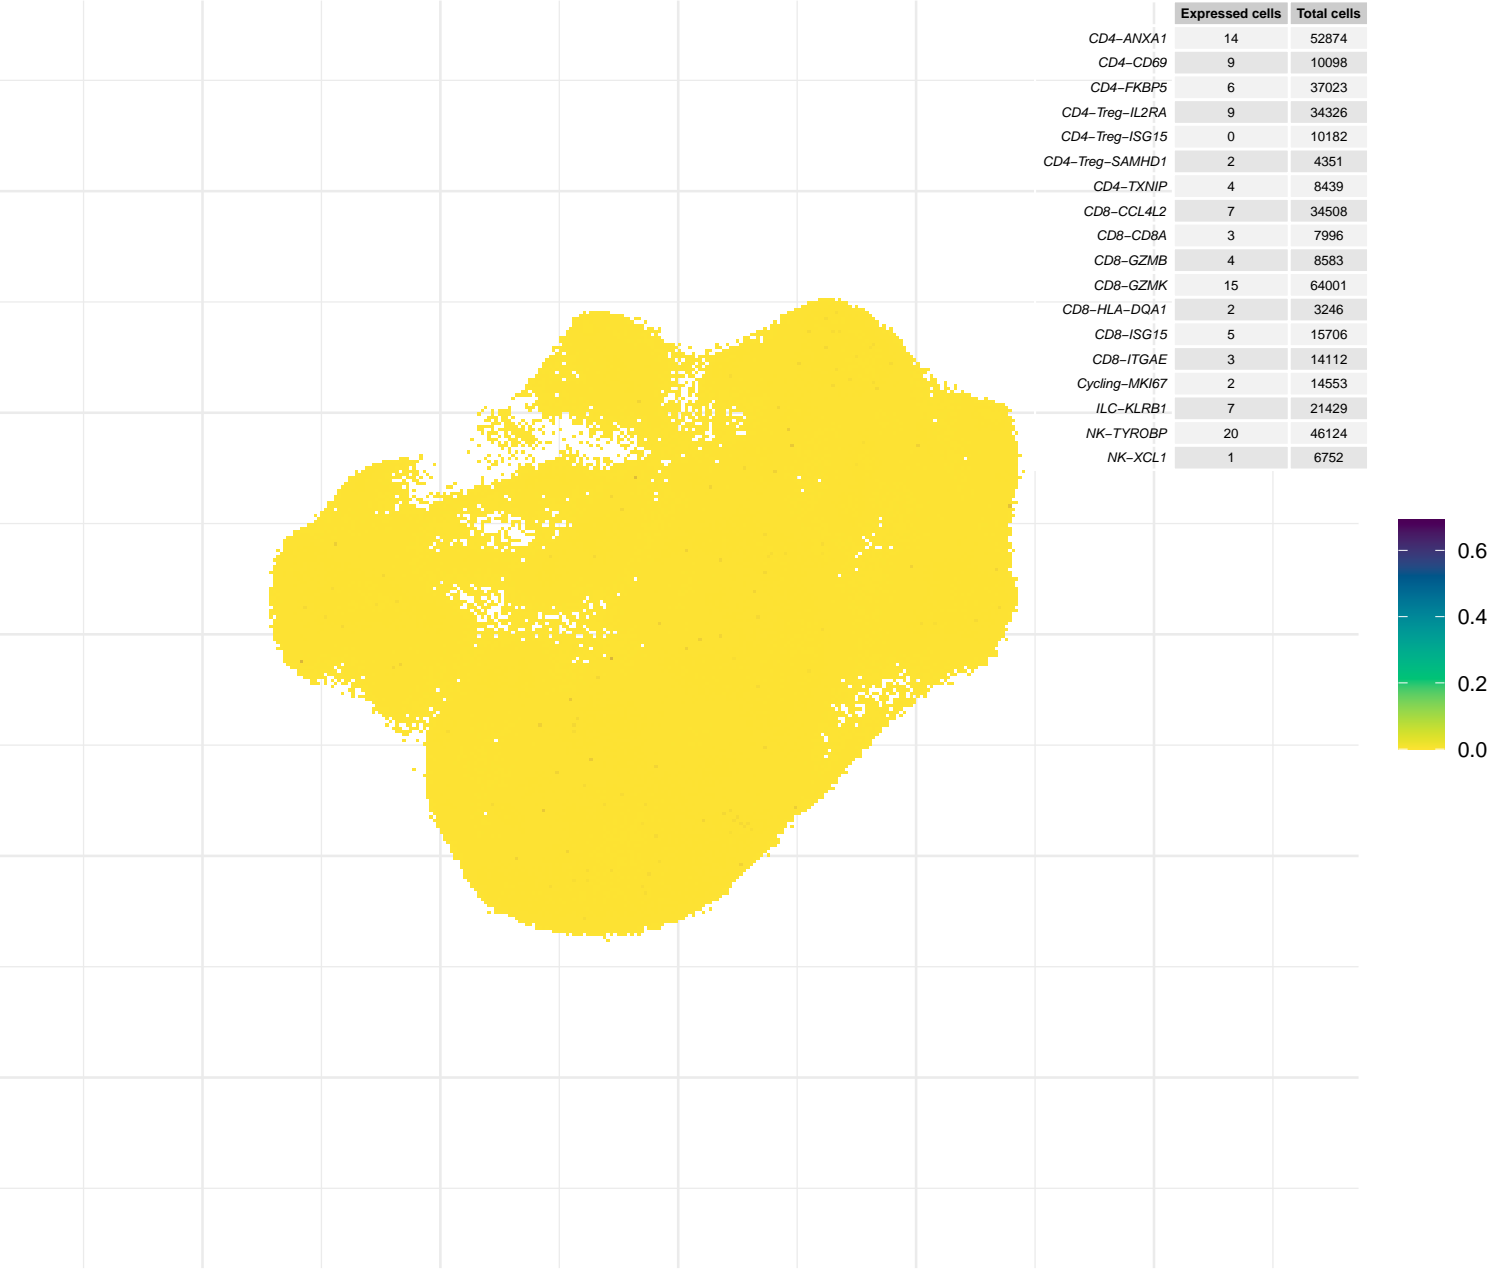 Expressed cells Total cells
CD4−ANXA1 14 52874
CD4−CD69 9 10098
CD4−FKBP5 6 37023
CD4−Treg−IL2RA 9 34326
CD4−Treg−ISG15 0 10182
CD4−Treg−SAMHD1 2 4351
CD4−TXNIP 4 8439
CD8−CCL4L2 7 34508
CD8−CD8A 3 7996
CD8−GZMB 4 8583
CD8−GZMK 15 64001
CD8−HLA−DQA1 2 3246
CD8−ISG15 5 15706
CD8−ITGAE 3 14112
Cycling−MKI67 2 14553
ILC−KLRB1 7 21429
NK−TYROBP 20 46124
NK−XCL1 1 6752
0.6
0.4
0.2
0.0